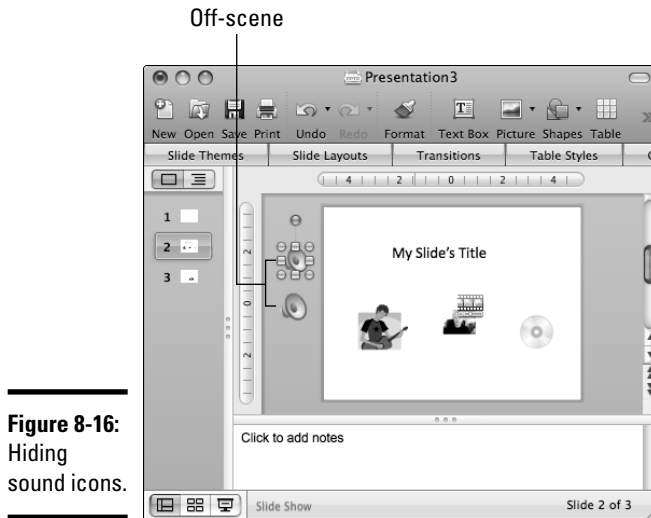 Off-scene
Presentation3
New Open Save Print Undo Redo Format Text Box Picture Shapes Table
Slide Themes Slide Layouts Transitions Table Styles
4 2 0 2 4
1
2
3
2
0
2
My Slide's Title
Click to add notes
Slide Show
Slide 2 of 3
Figure 8-16:
Hiding
sound icons.